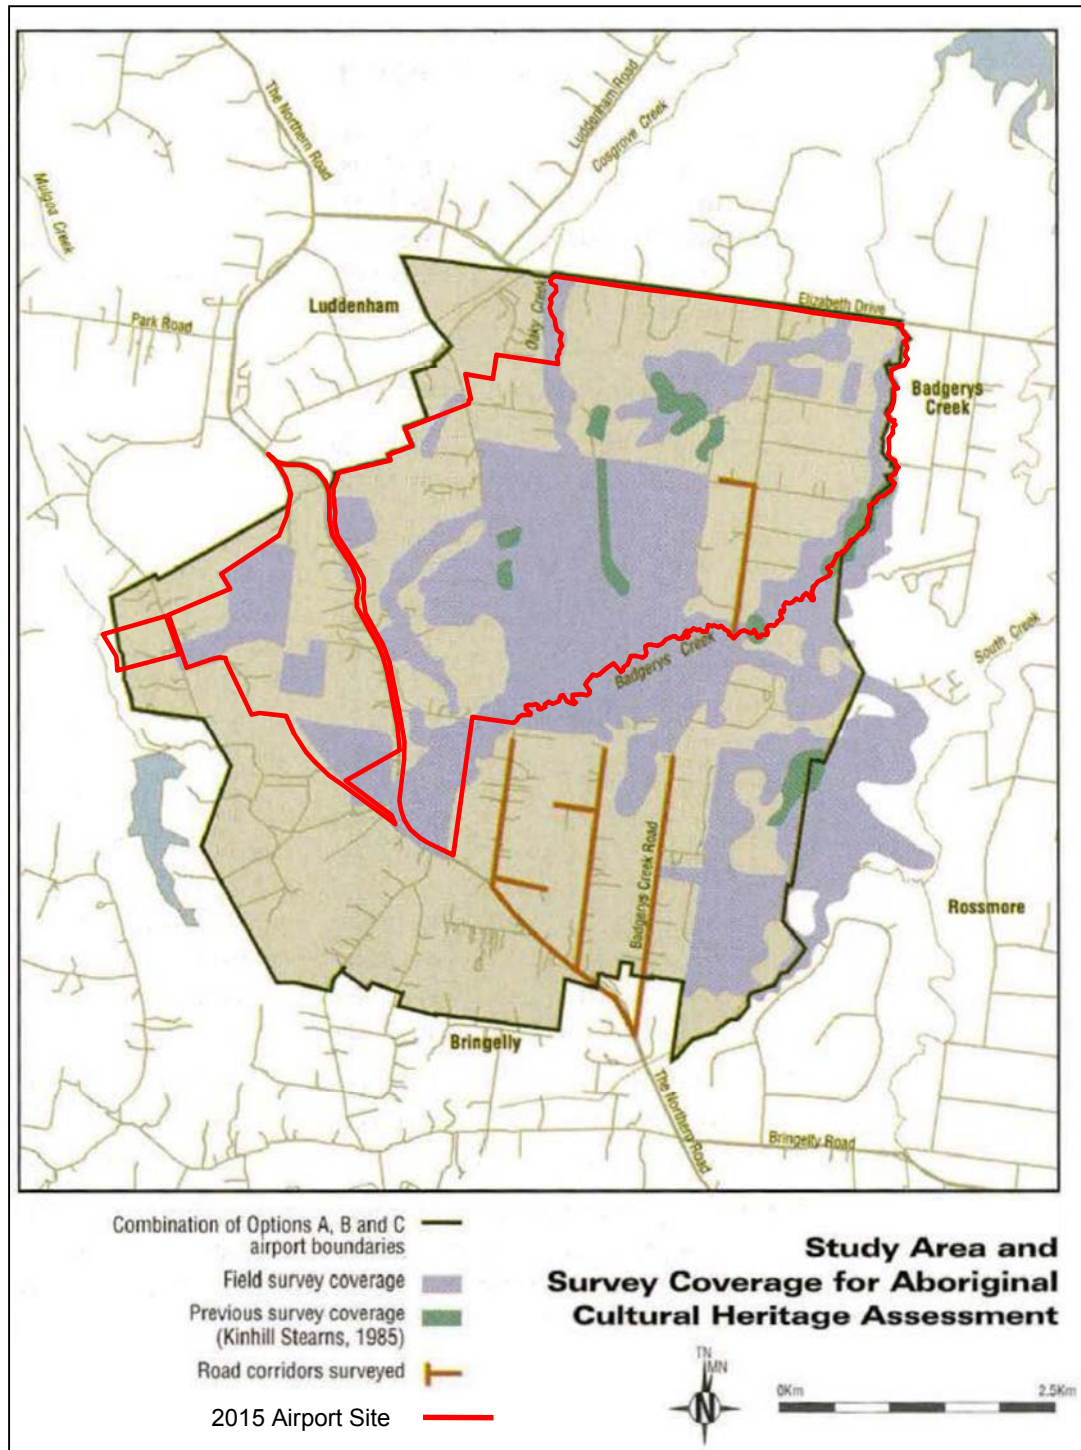 The Northern Road
Luddenham Road
Cosgrove Creek
Mulgoa Creek
Luddenham
Park Road
Oaky Creek
Elizabeth Drive
Badgerys
Creek
Badgerys Creek
South Creek
Badgerys Creek Road
Rossmore
Bringelly
The Northern Road
Bringelly Road
Combination of Options A, B and C
airport boundaries
Field survey coverage
Previous survey coverage
(Kinhill Stearns, 1985)
Road corridors surveyed
2015 Airport Site
Study Area and
Survey Coverage for Aboriginal
Cultural Heritage Assessment
TN
MN
N
0Km
2.5Km